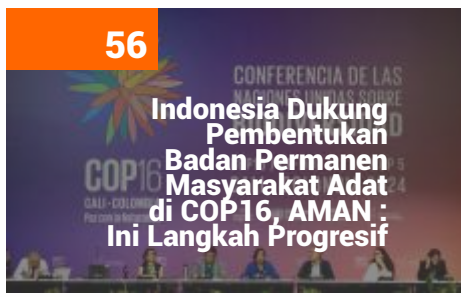 56
CONFERENCIA DE LAS
NACIONES UNIDAS SOBRE
Indonesia Dukung
Pembentukan
Badan Permanen
Masyarakat Adat
di COP16, AMAN :
Ini Langkah Progresif
COP16
CALI - COLOMBIA